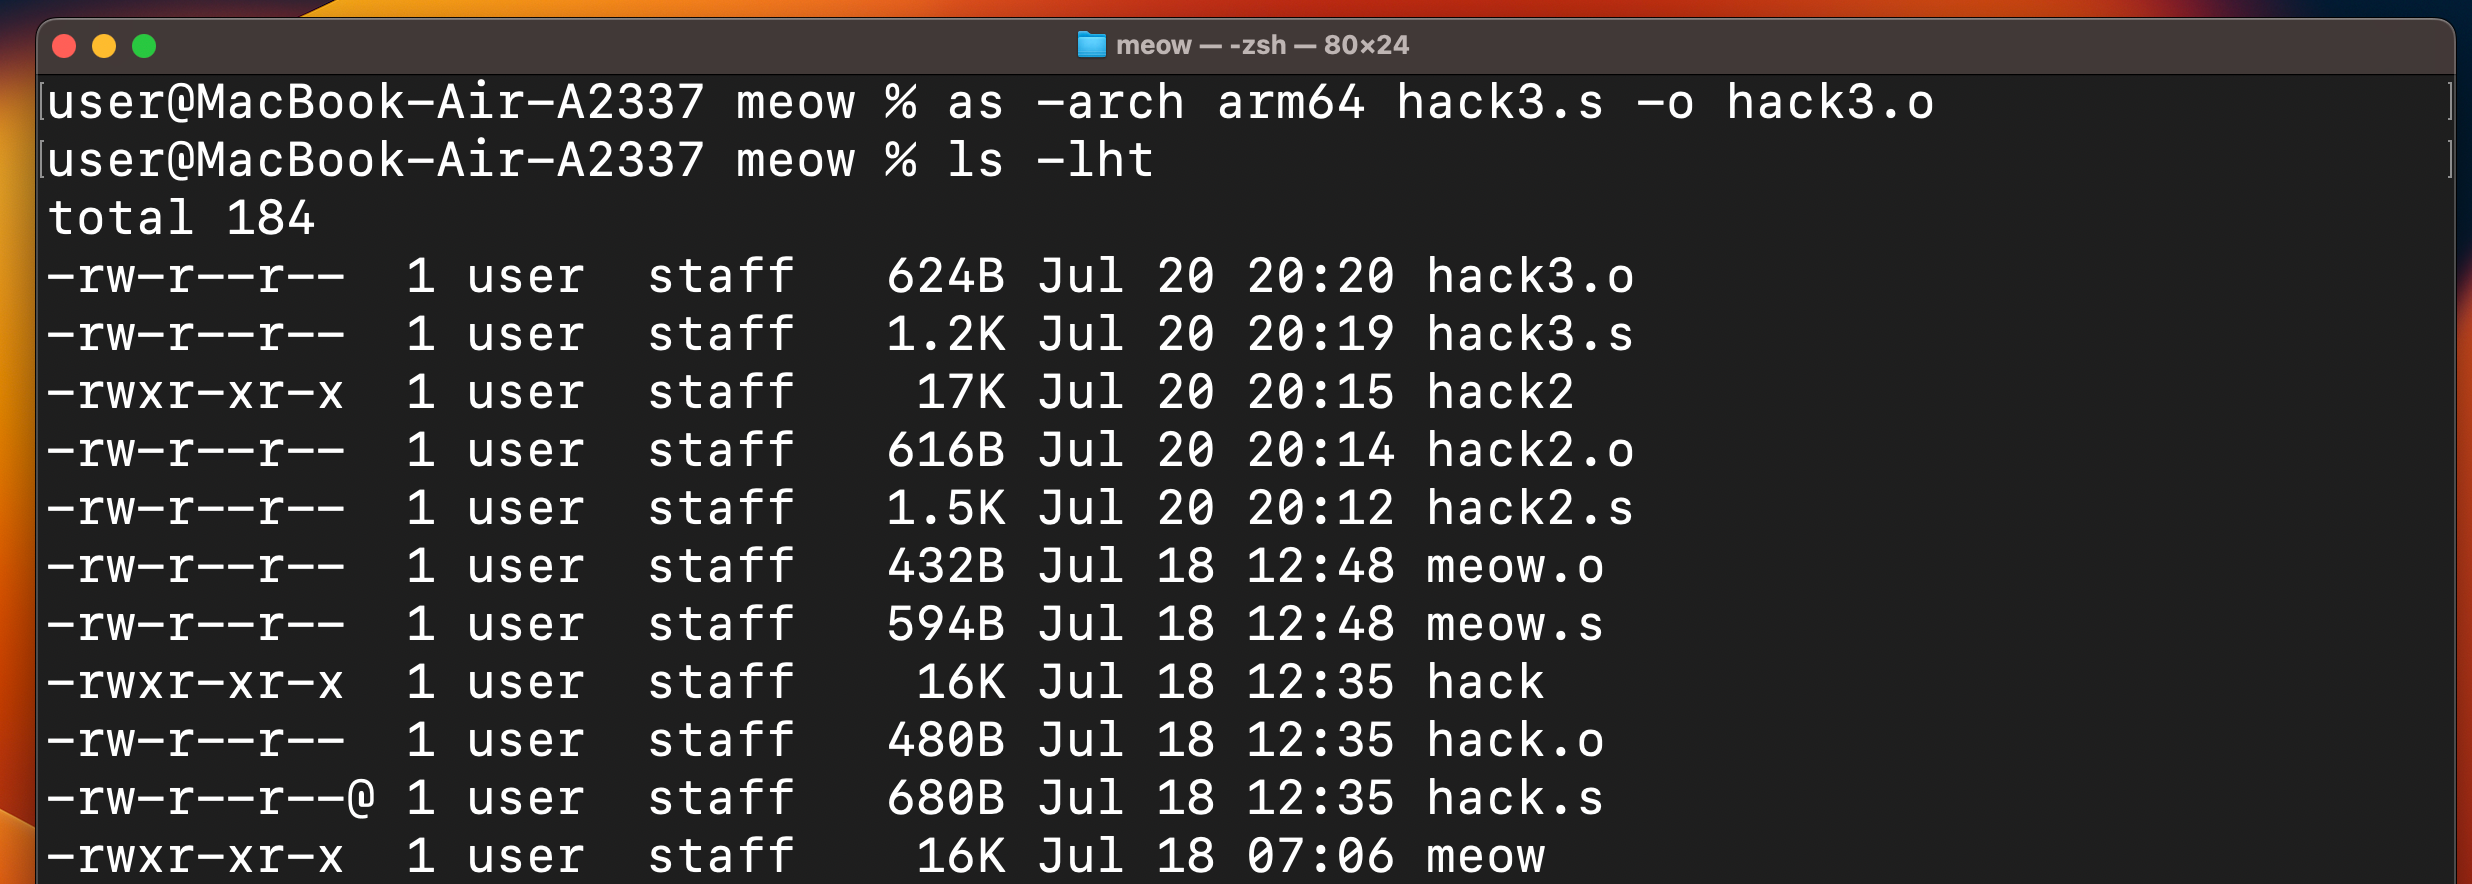 meow — -zsh — 80×24
user@MacBook-Air-A2337 meow % as -arch arm64 hack3.s -o hack3.o
user@MacBook-Air-A2337 meow % ls -lht
total 184
-rw-r--r--  1 user  staff   624B Jul 20 20:20 hack3.o
-rw-r--r--  1 user  staff   1.2K Jul 20 20:19 hack3.s
-rwxr-xr-x  1 user  staff    17K Jul 20 20:15 hack2
-rw-r--r--  1 user  staff   616B Jul 20 20:14 hack2.o
-rw-r--r--  1 user  staff   1.5K Jul 20 20:12 hack2.s
-rw-r--r--  1 user  staff   432B Jul 18 12:48 meow.o
-rw-r--r--  1 user  staff   594B Jul 18 12:48 meow.s
-rwxr-xr-x  1 user  staff    16K Jul 18 12:35 hack
-rw-r--r--  1 user  staff   480B Jul 18 12:35 hack.o
-rw-r--r--@ 1 user  staff   680B Jul 18 12:35 hack.s
-rwxr-xr-x  1 user  staff    16K Jul 18 07:06 meow